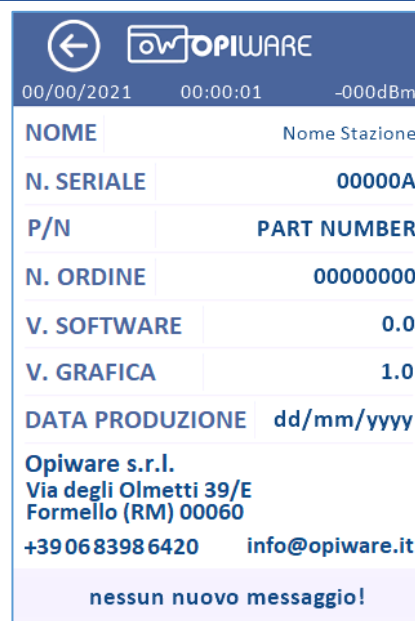 OW OPIWARE
00/00/2021 00:00:01 -000dBm
NOME Nome Stazione
N. SERIALE 00000A
P/N PART NUMBER
N. ORDINE 00000000
V. SOFTWARE 0.0
V. GRAFICA 1.0
DATA PRODUZIONE dd/mm/yyyy
Opiware s.r.l.
Via degli Olmetti 39/E
Formello (RM) 00060
+39 06 8398 6420 info@opiware.it
nessun nuovo messaggio!